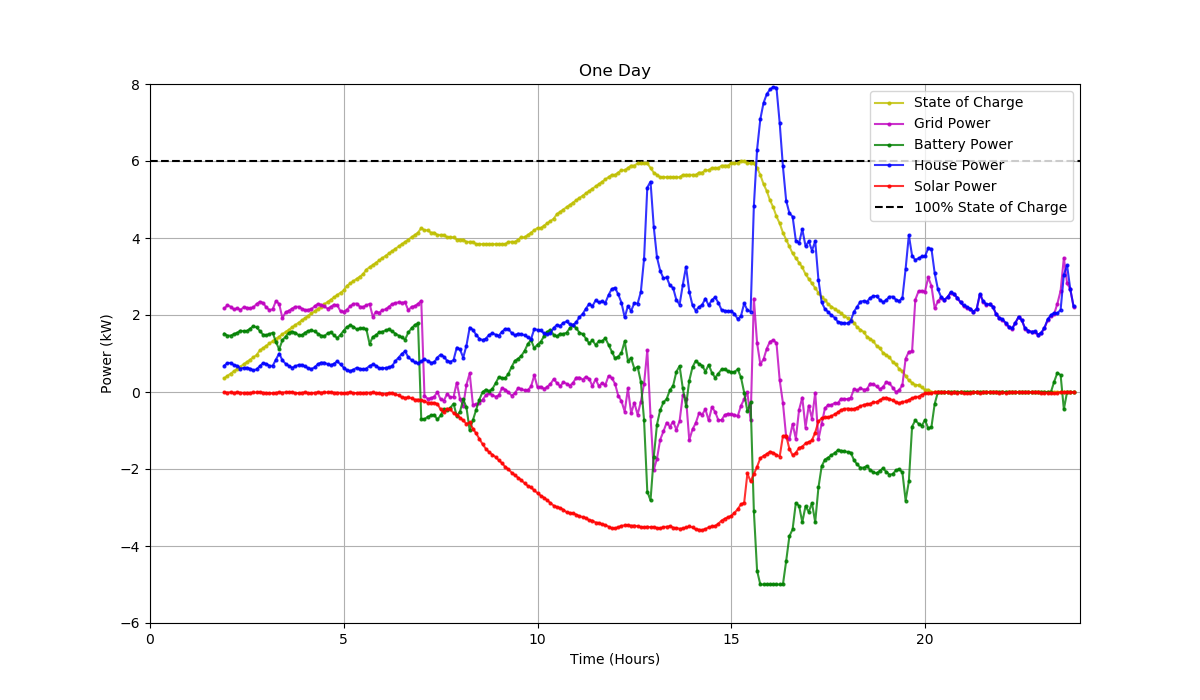 One Day
8
6
4
2
0
−2
−4
−6
Power (kW)
State of Charge
Grid Power
Battery Power
House Power
Solar Power
100% State of Charge
0 5 10 15 20
Time (Hours)